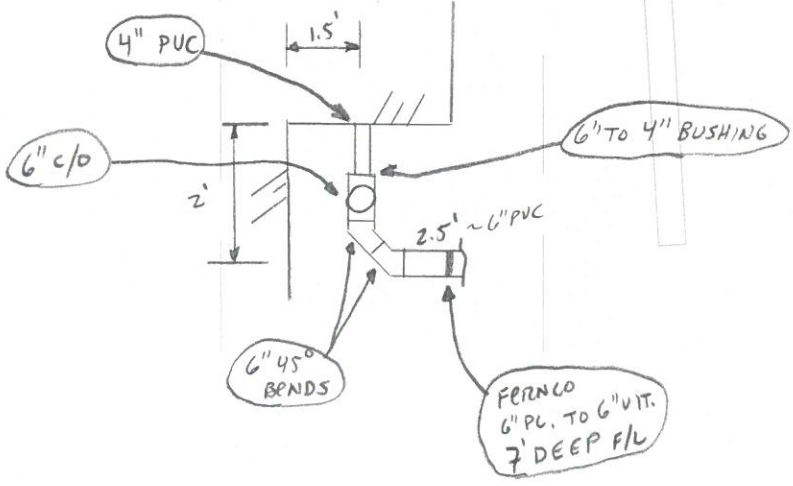 1.5'
4" PVC
6" TO 4" BUSHING
6" C/O
2'
2.5' ~ 6" PVC
6" 45°
BENDS
FERNCO
6" PL. TO 6" VIT.
7' DEEP F/L